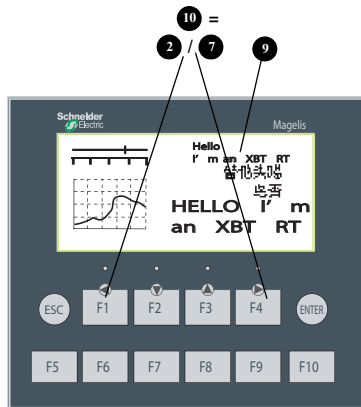 10 =
2 / 7
9
Schneider
Electric
Magelis
Hello
I' m an XBT RT
HELLO I' m
an XBT RT
ESC
F1
F2
F3
F4
ENTER
F5
F6
F7
F8
F9
F10